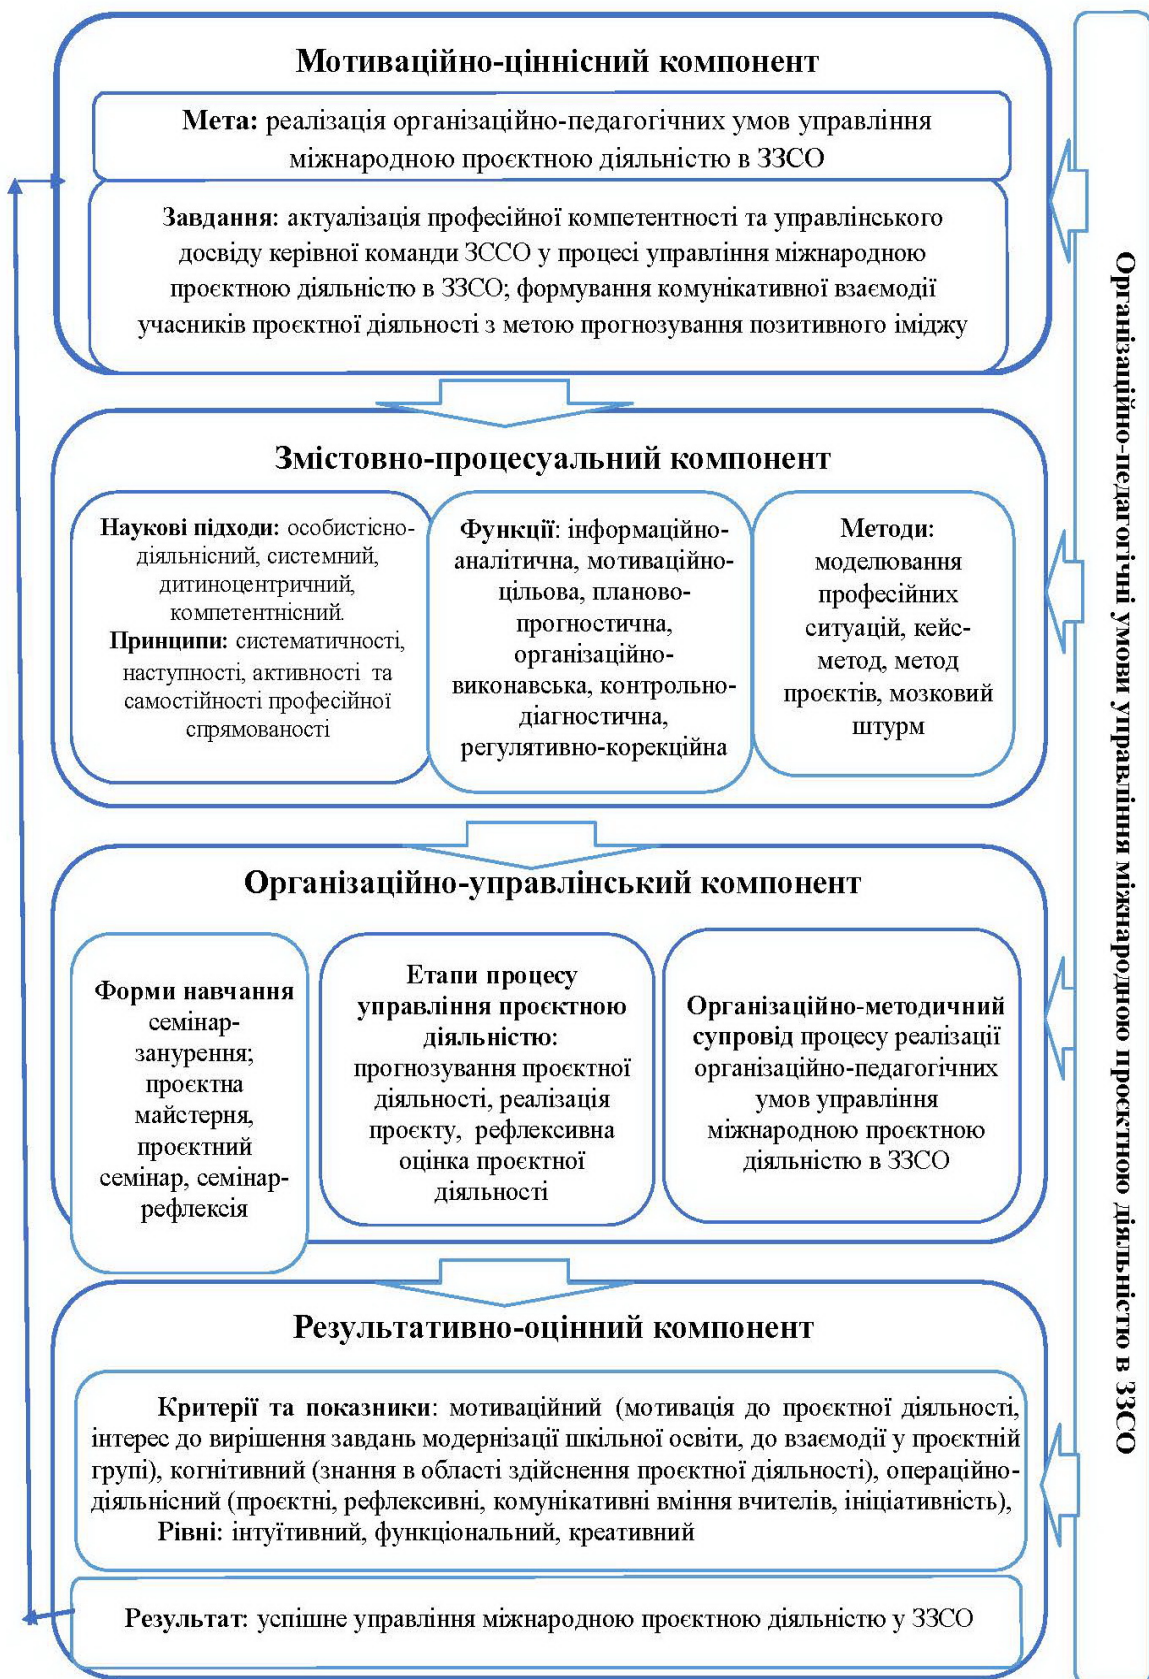 Мотиваційно-ціннісний компонент
Мета: реалізація організаційно-педагогічних умов управління
міжнародною проєктною діяльністю в ЗЗСО
Завдання: актуалізація професійної компетентності та управлінського
досвіду керівної команди ЗССО у процесі управління міжнародною
проєктною діяльністю в ЗЗСО; формування комунікативної взаємодії
учасників проєктної діяльності з метою прогнозування позитивного іміджу
Змістовно-процесуальний компонент
Наукові підходи: особистісно-
діяльнісний, системний,
дитиноцентричний,
компетентнісний.
Принципи: систематичності,
наступності, активності та
самостійності професійної
спрямованості
Функції: інформаційно-
аналітична, мотиваційно-
цільова, планово-
прогностична,
організаційно-
виконавська, контрольно-
діагностична,
регулятивно-корекційна
Методи:
моделювання
професійних
ситуацій, кейс-
метод, метод
проєктів, мозковий
штурм
Організаційно-управлінський компонент
Форми навчання
семінар-
занурення;
проєктна
майстерня,
проєктний
семінар, семінар-
рефлексія
Етапи процесу
управління проєктною
діяльністю:
прогнозування проєктної
діяльності, реалізація
проєкту, рефлексивна
оцінка проєктної
діяльності
Організаційно-методичний
супровід процесу реалізації
організаційно-педагогічних
умов управління
міжнародною проєктною
діяльністю в ЗЗСО
Результативно-оцінний компонент
Критерії та показники: мотиваційний (мотивація до проєктної діяльності,
інтерес до вирішення завдань модернізації шкільної освіти, до взаємодії у проєктній
групі), когнітивний (знання в області здійснення проєктної діяльності), операційно-
діяльнісний (проєктні, рефлексивні, комунікативні вміння вчителів, ініціативність),
Рівні: інтуїтивний, функціональний, креативний
Результат: успішне управління міжнародною проєктною діяльністю у ЗЗСО
Організаційно-педагогічні умови управління міжнародною проєктною діяльністю в ЗЗСО